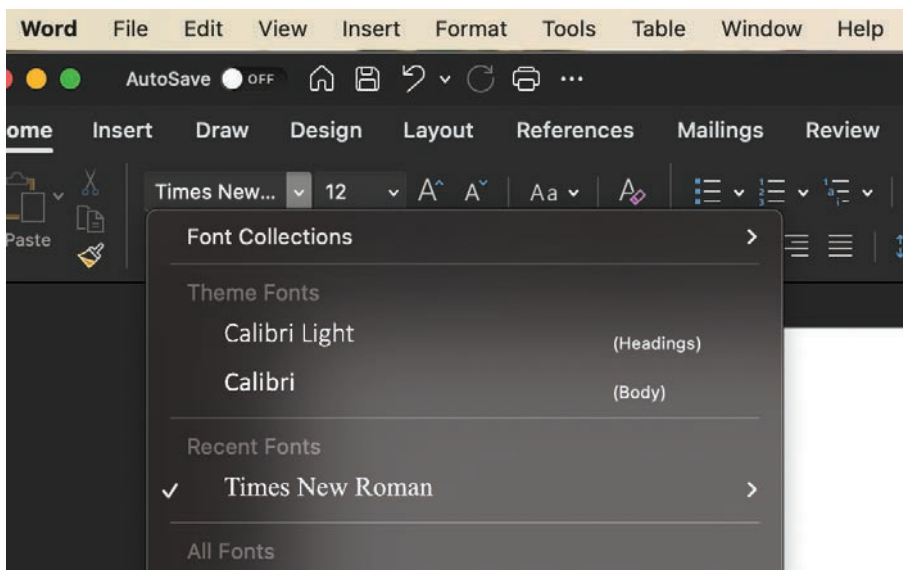 Word File Edit View Insert Format Tools Table Window Help
AutoSave OFF
ome Insert Draw Design Layout References Mailings Review
Times New... 12 A A Aa A
Paste
Font Collections
Theme Fonts
Calibri Light (Headings)
Calibri (Body)
Recent Fonts
Times New Roman
All Fonts